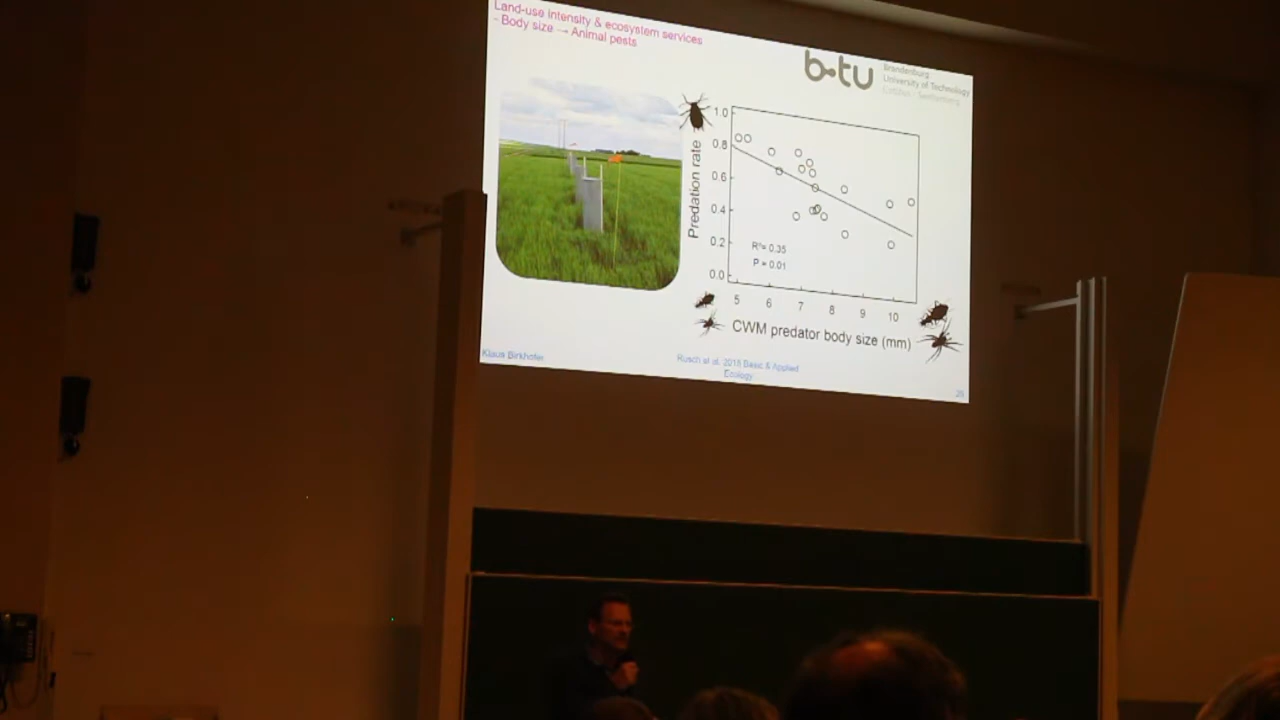 Land-use intensity & ecosystem services
- Body size → Animal pests
b-tu
Brandenburg
University of Technology
Cottbus - Senftenberg
Predation rate
1.0
0.8
0.6
0.4
0.2
0.0
R²= 0.35
P = 0.01
5 6 7 8 9 10
CWM predator body size (mm)
Klaus Birkhofer
Rusch et al. 2015 Basic & Applied
Ecology